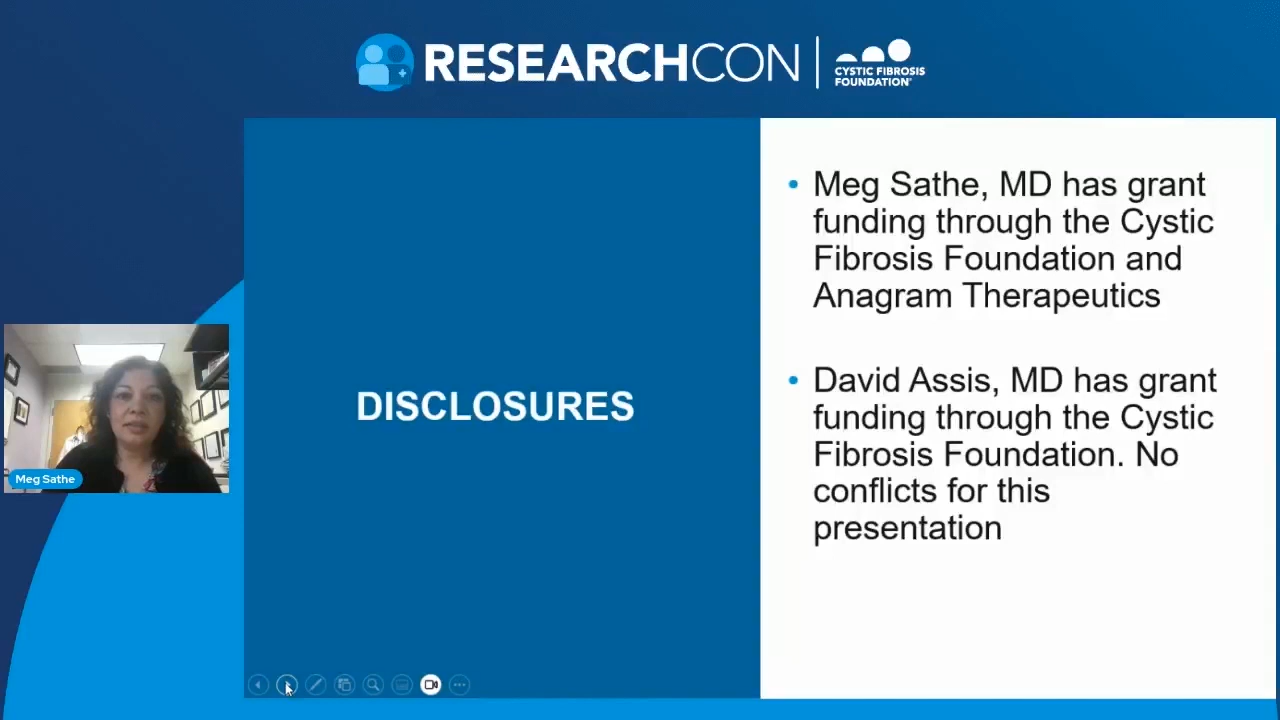 RESEARCHCON
CYSTIC FIBROSIS
FOUNDATION®
• Meg Sathe, MD has grant
funding through the Cystic
Fibrosis Foundation and
Anagram Therapeutics
• David Assis, MD has grant
funding through the Cystic
Fibrosis Foundation. No
conflicts for this
presentation
DISCLOSURES
Meg Sathe